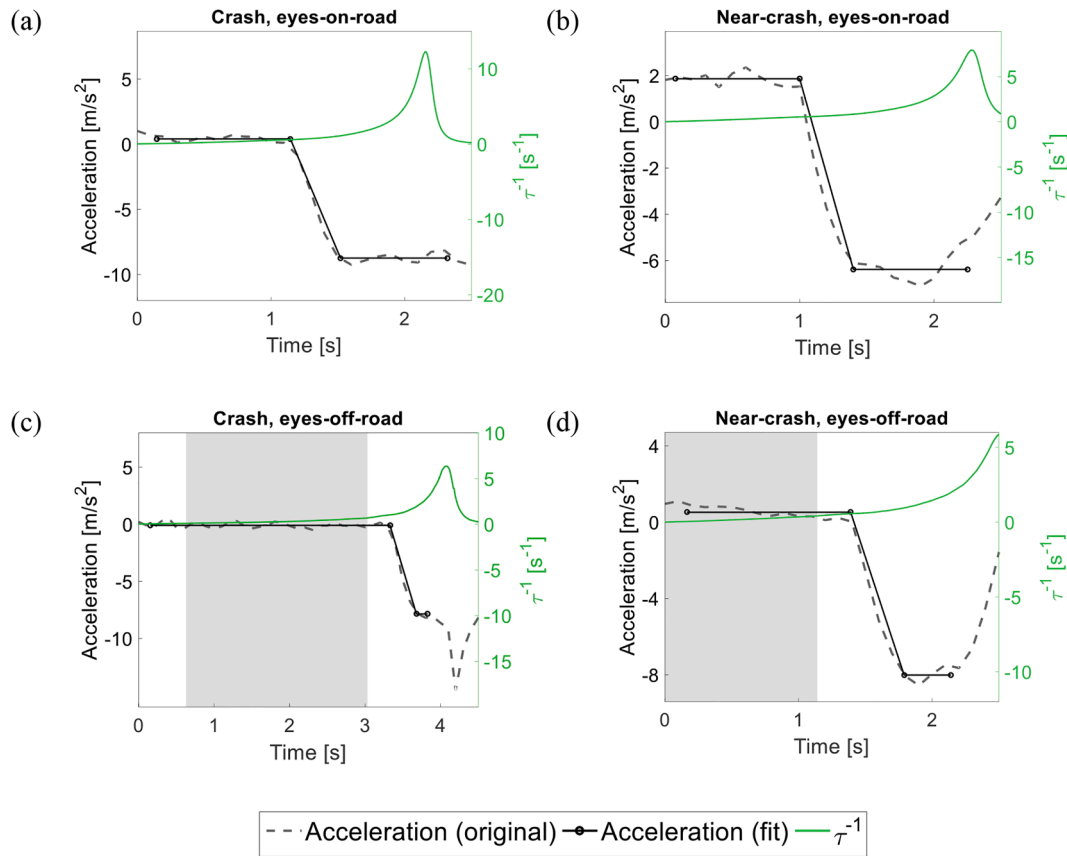 (a)
Crash, eyes-on-road
Acceleration [m/s²]
5
0
-5
-10
0
1
2
Time [s]
10
0
-10
-20
τ⁻¹ [s⁻¹]
(b)
Near-crash, eyes-on-road
Acceleration [m/s²]
2
0
-2
-4
-6
0
1
2
Time [s]
5
0
-5
-10
-15
τ⁻¹ [s⁻¹]
(c)
Crash, eyes-off-road
Acceleration [m/s²]
5
0
-5
-10
0
1
2
3
4
Time [s]
10
5
0
-5
-10
-15
τ⁻¹ [s⁻¹]
(d)
Near-crash, eyes-off-road
Acceleration [m/s²]
4
0
-4
-8
0
1
2
Time [s]
5
0
-5
-10
τ⁻¹ [s⁻¹]
Acceleration (original) Acceleration (fit) τ⁻¹